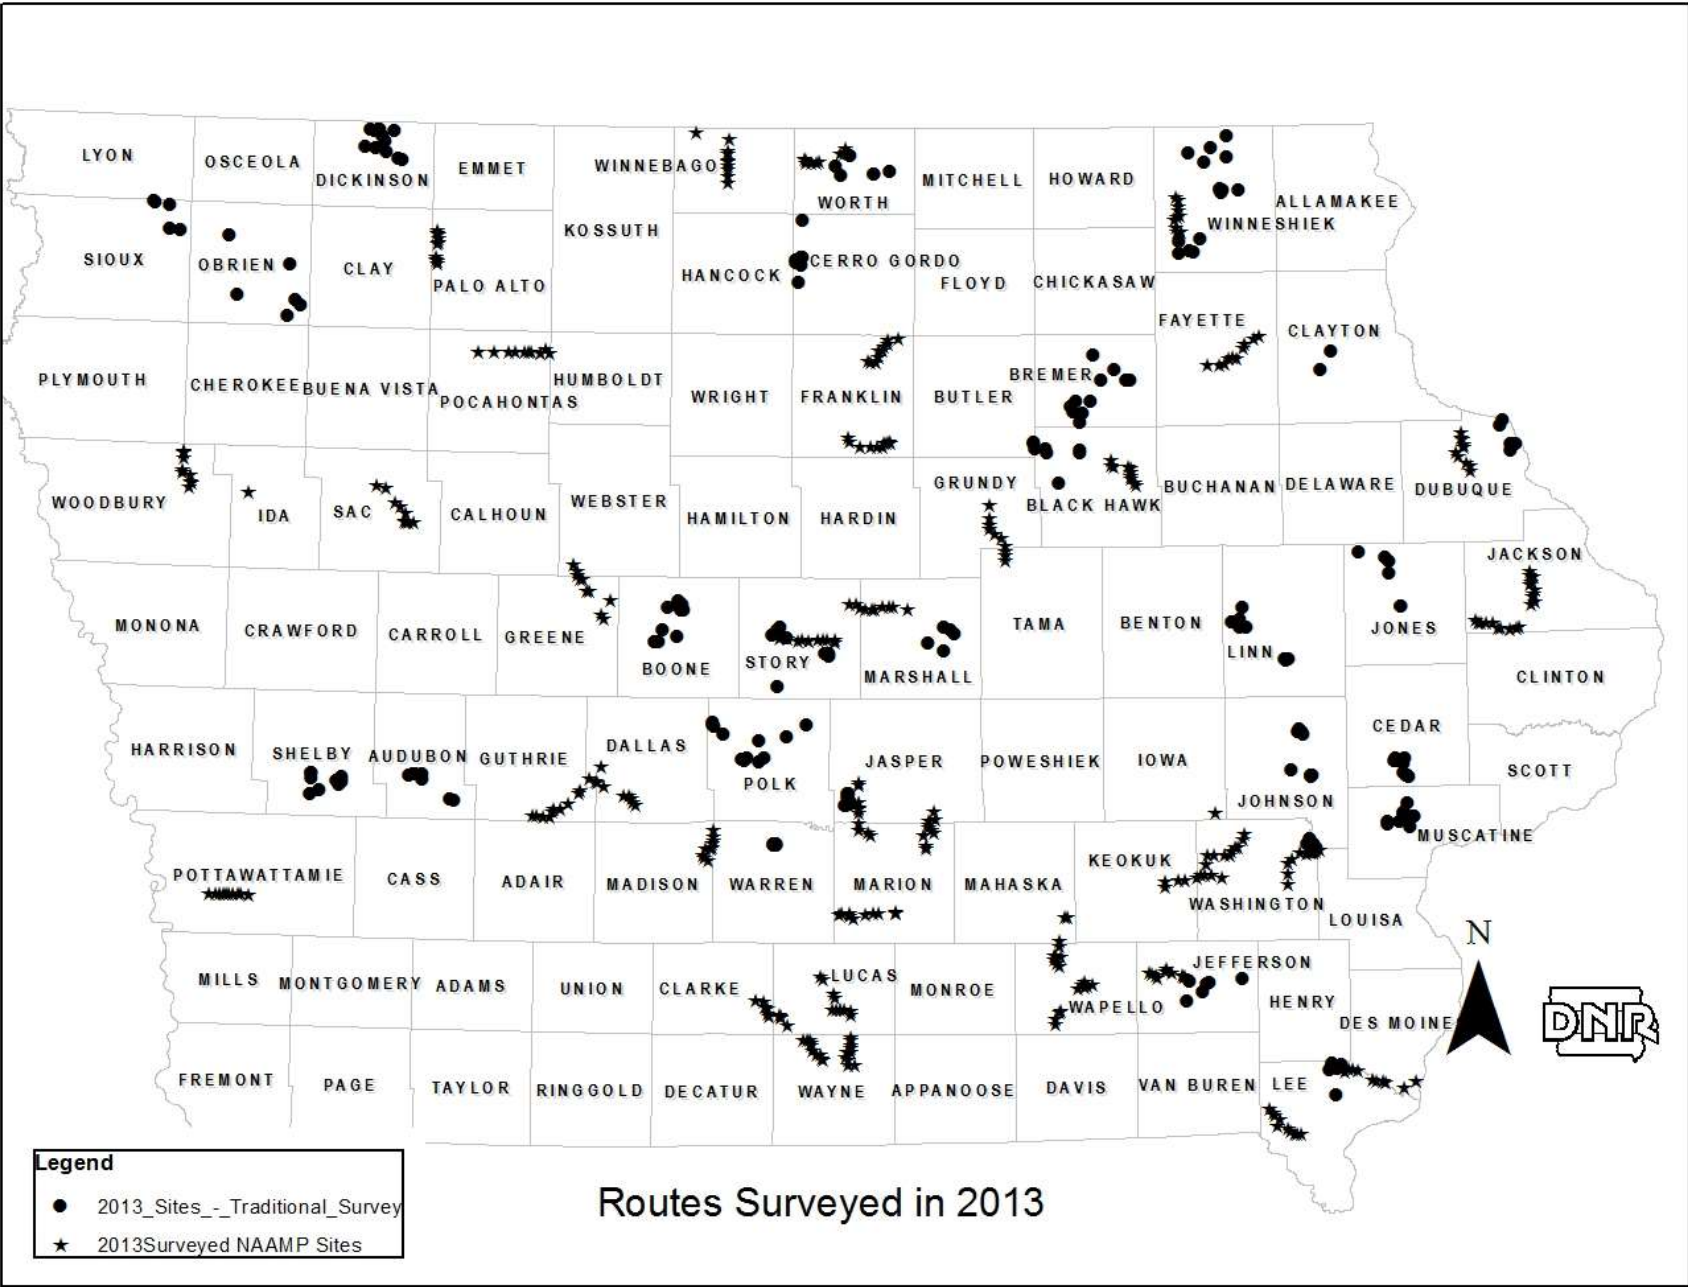 LYON
OSCEOLA
DICKINSON
EMMET
WINNEBAGO
WORTH
MITCHELL
HOWARD
WINNESHIEK
ALLAMAKEE
SIOUX
OBRIEN
CLAY
PALO ALTO
KOSSUTH
HANCOCK
CERRO GORDO
FLOYD
CHICKASAW
FAYETTE
CLAYTON
PLYMOUTH
CHEROKEE
BUENA VISTA
POCAHONTAS
HUMBOLDT
WRIGHT
FRANKLIN
BUTLER
BREMER
WOODBURY
IDA
SAC
CALHOUN
WEBSTER
HAMILTON
HARDIN
GRUNDY
BLACK HAWK
BUCHANAN
DELAWARE
DUBUQUE
JACKSON
MONONA
CRAWFORD
CARROLL
GREENE
BOONE
STORY
MARSHALL
TAMA
BENTON
LINN
JONES
CLINTON
HARRISON
SHELBY
AUDUBON
GUTHRIE
DALLAS
POLK
JASPER
POWESHIEK
IOWA
JOHNSON
CEDAR
SCOTT
MUSCATINE
POTTAWATTAMIE
CASS
ADAIR
MADISON
WARREN
MARION
MAHASKA
KEOKUK
WASHINGTON
LOUISA
N
MILLS
MONTGOMERY
ADAMS
UNION
CLARKE
LUCAS
MONROE
WAPELLO
JEFFERSON
HENRY
DES MOINE
DNR
FREMONT
PAGE
TAYLOR
RINGGOLD
DECATUR
WAYNE
APPANOOSE
DAVIS
VAN BUREN
LEE
Legend
2013_Sites_-_Traditional_Survey
2013Surveyed NAAMP Sites
Routes Surveyed in 2013